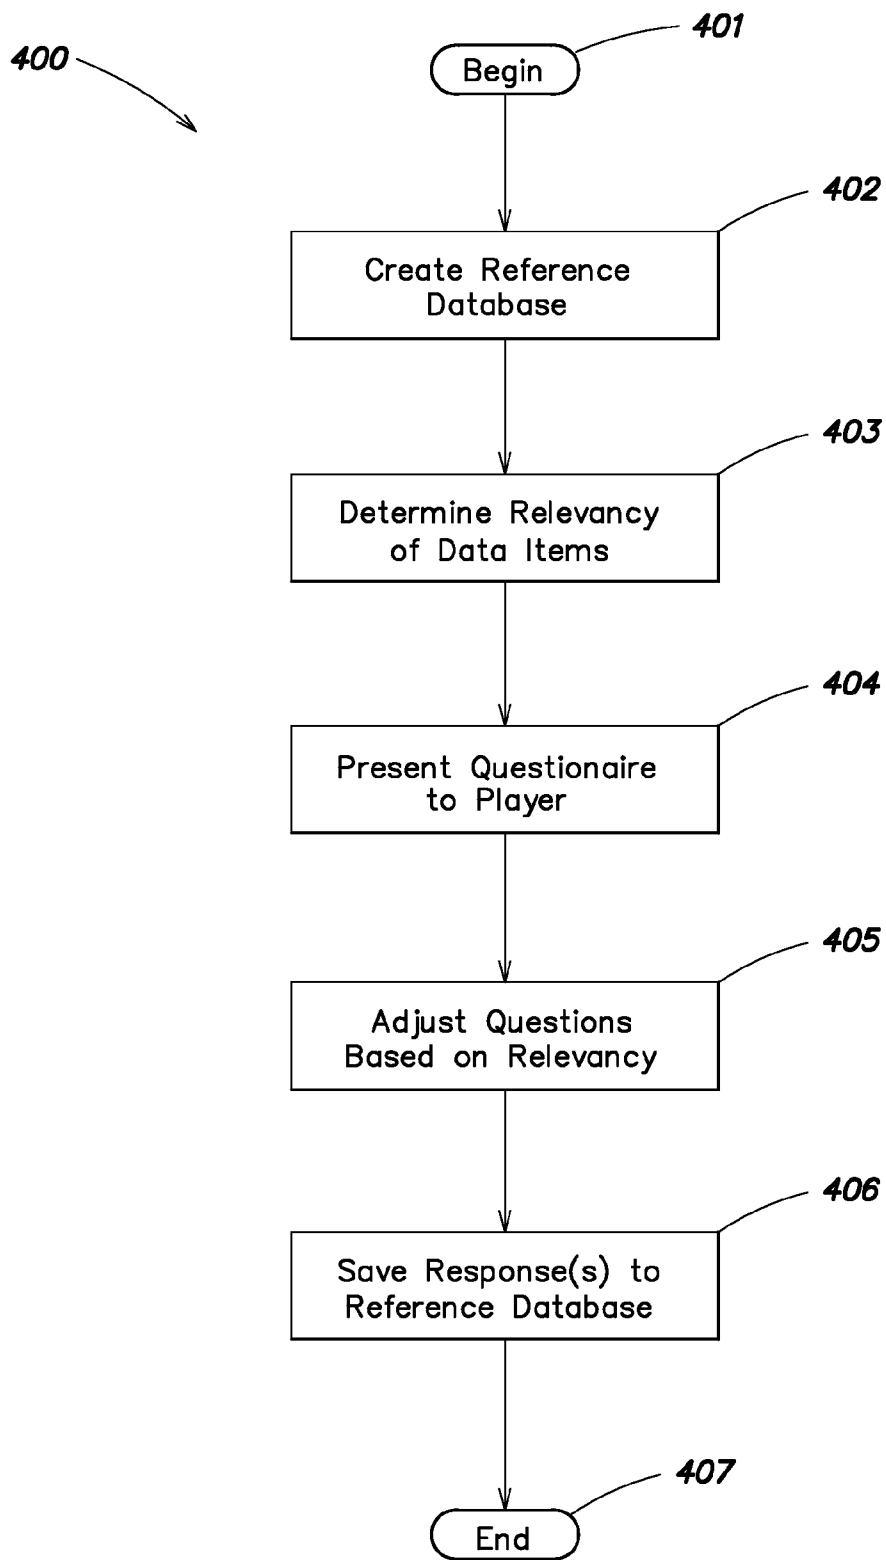 401
400
Begin
402
Create Reference
Database
403
Determine Relevancy
of Data Items
404
Present Questionaire
to Player
405
Adjust Questions
Based on Relevancy
406
Save Response(s) to
Reference Database
407
End